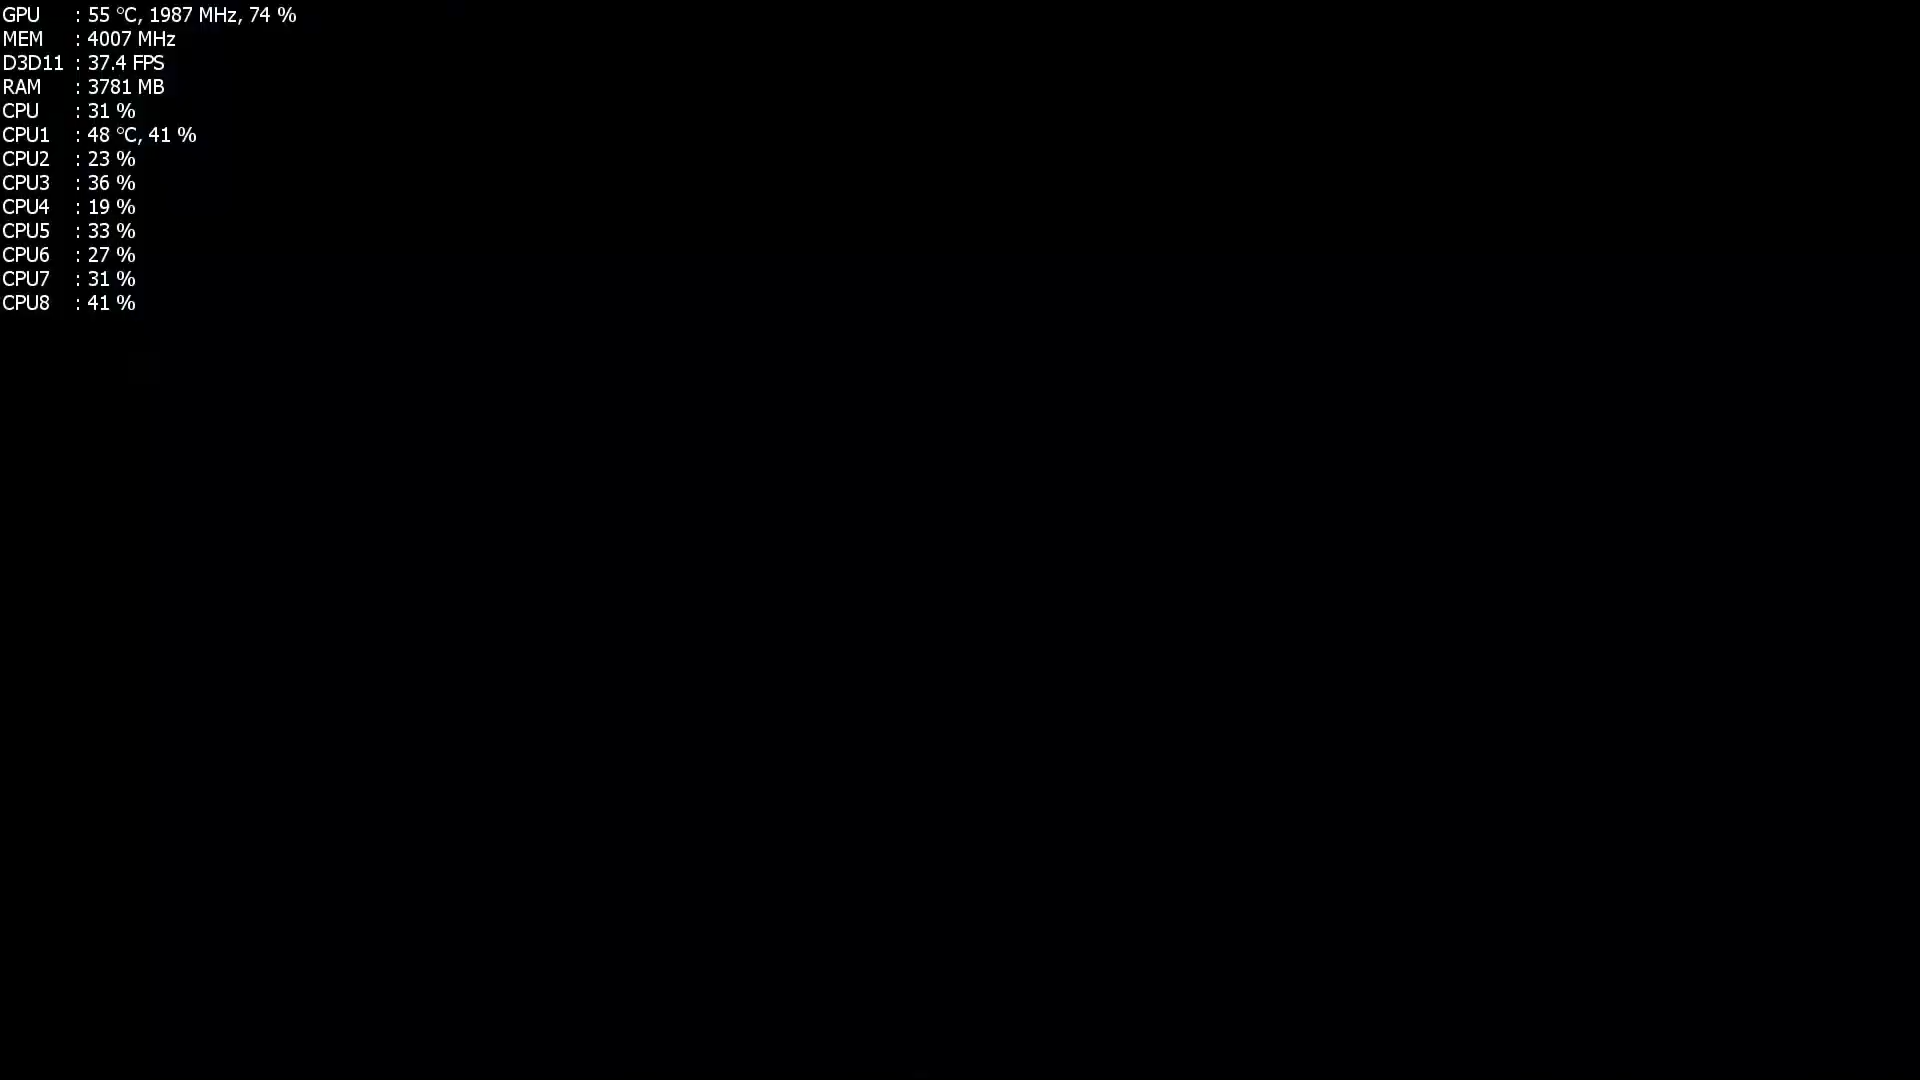 GPU : 55 °C, 1987 MHz, 74 %
MEM : 4007 MHz
D3D11 : 37.4 FPS
RAM : 3781 MB
CPU : 31 %
CPU1 : 48 °C, 41 %
CPU2 : 23 %
CPU3 : 36 %
CPU4 : 19 %
CPU5 : 33 %
CPU6 : 27 %
CPU7 : 31 %
CPU8 : 41 %